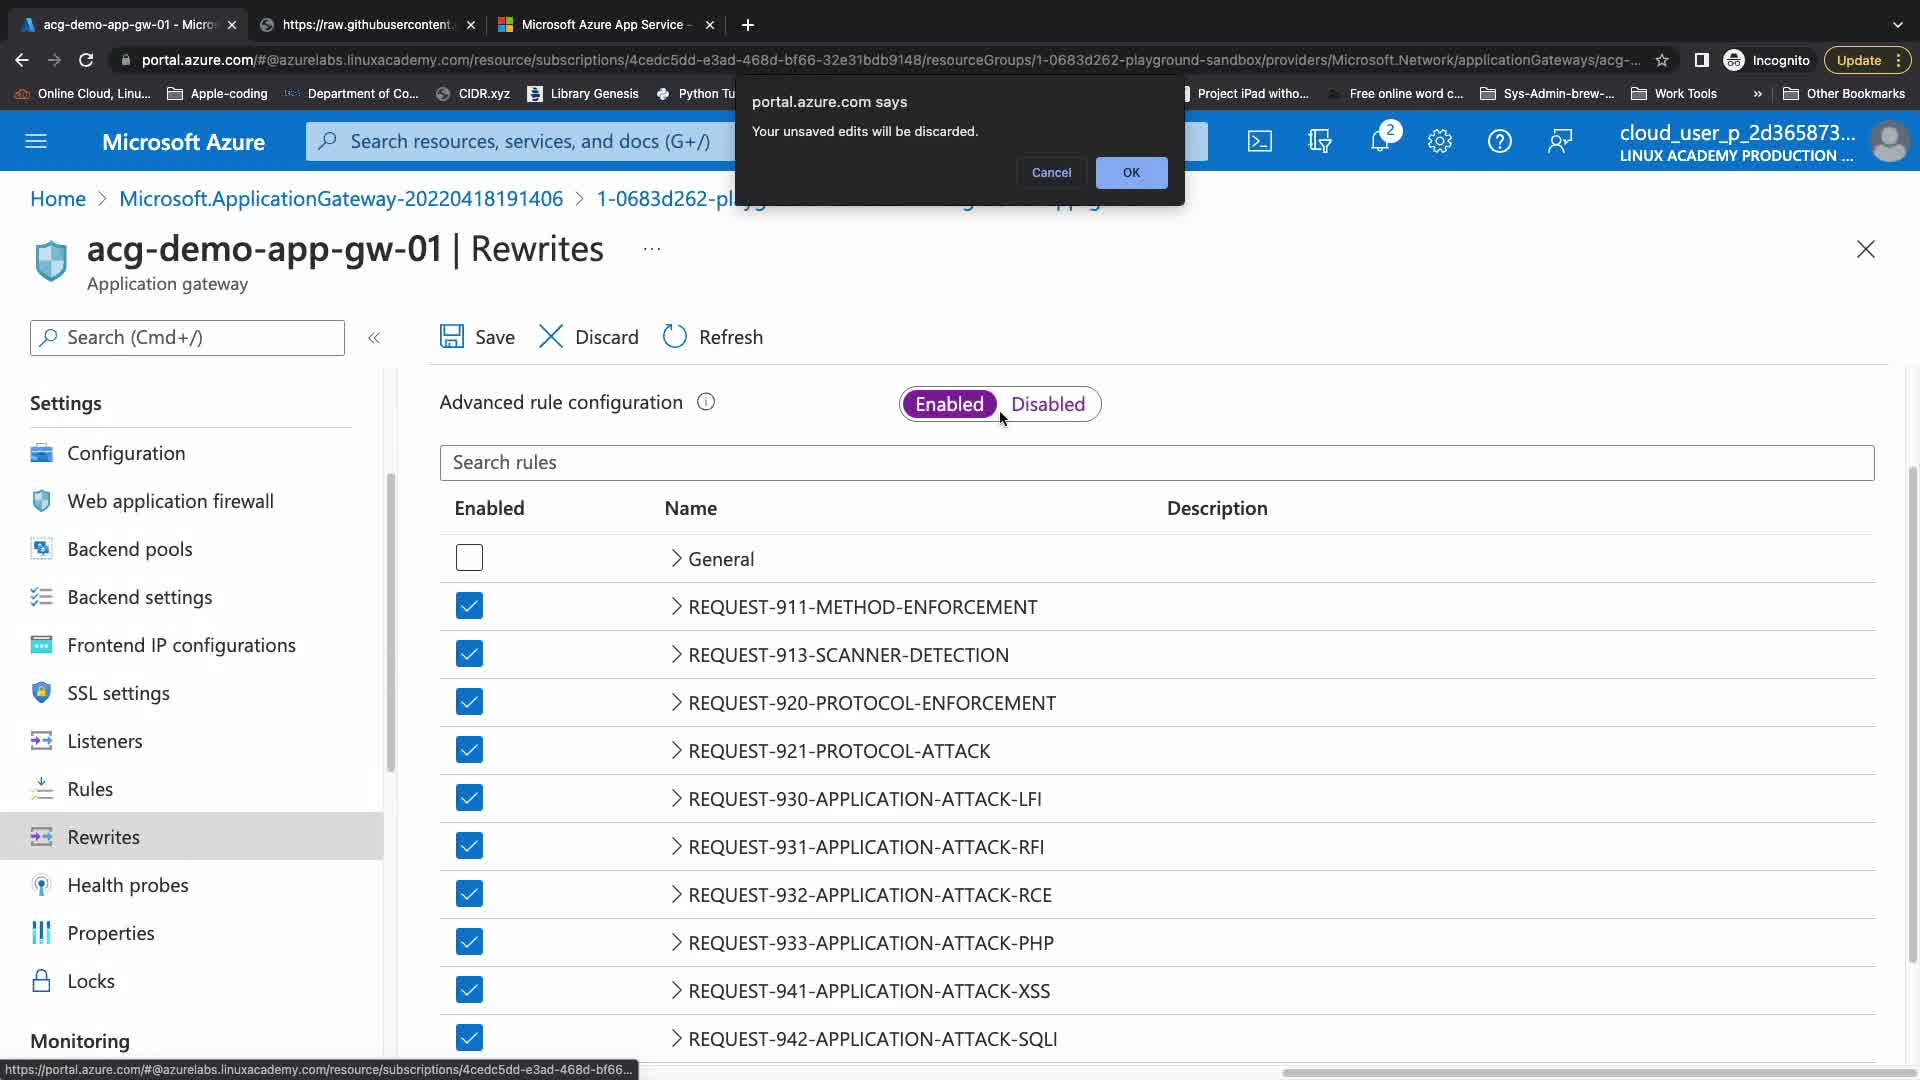 acg-demo-app-gw-01 - Micros
https://raw.githubusercontent.
Microsoft Azure App Service -
portal.azure.com/#@azurelabs.linuxacademy.com/resource/subscriptions/4cedc5dd-e3ad-468d-bf66-32e31bdb9148/resourceGroups/1-0683d262-playground-sandbox/providers/Microsoft.Network/applicationGateways/acg-...
Incognito
Update
Online Cloud, Linu...
Apple-coding
Department of Co...
CIDR.xyz
Library Genesis
Python Tu
Project iPad witho...
Free online word c...
Sys-Admin-brew-...
Work Tools
»
Other Bookmarks
portal.azure.com says
Your unsaved edits will be discarded.
Cancel
OK
Microsoft Azure
Search resources, services, and docs (G+/)
2
cloud_user_p_2d365873...
LINUX ACADEMY PRODUCTION ...
Home > Microsoft.ApplicationGateway-20220418191406 > 1-0683d262-pl
acg-demo-app-gw-01 | Rewrites ...
Application gateway
Search (Cmd+/)
«
Save
Discard
Refresh
Settings
Configuration
Web application firewall
Backend pools
Backend settings
Frontend IP configurations
SSL settings
Listeners
Rules
Rewrites
Health probes
Properties
Locks
Monitoring
Advanced rule configuration
Enabled
Disabled
Search rules
Enabled
Name
Description
General
REQUEST-911-METHOD-ENFORCEMENT
REQUEST-913-SCANNER-DETECTION
REQUEST-920-PROTOCOL-ENFORCEMENT
REQUEST-921-PROTOCOL-ATTACK
REQUEST-930-APPLICATION-ATTACK-LFI
REQUEST-931-APPLICATION-ATTACK-RFI
REQUEST-932-APPLICATION-ATTACK-RCE
REQUEST-933-APPLICATION-ATTACK-PHP
REQUEST-941-APPLICATION-ATTACK-XSS
REQUEST-942-APPLICATION-ATTACK-SQLI
https://portal.azure.com/#@azurelabs.linuxacademy.com/resource/subscriptions/4cedc5dd-e3ad-468d-bf66...